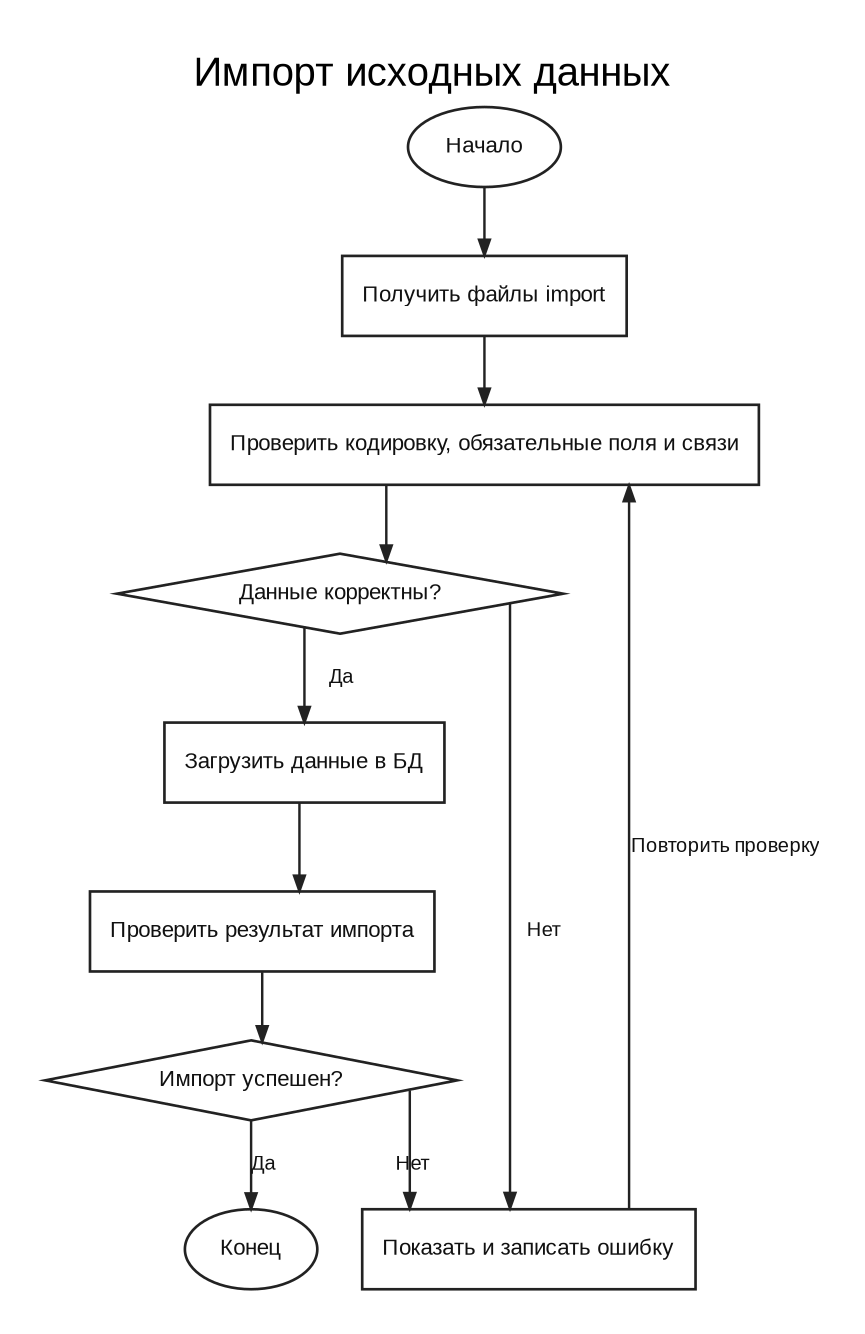 Импорт исходных данных
Начало
Получить файлы import
Проверить кодировку, обязательные поля и связи
Данные корректны?
Да
Загрузить данные в БД
Повторить проверку
Проверить результат импорта
Нет
Импорт успешен?
Да
Нет
Конец
Показать и записать ошибку